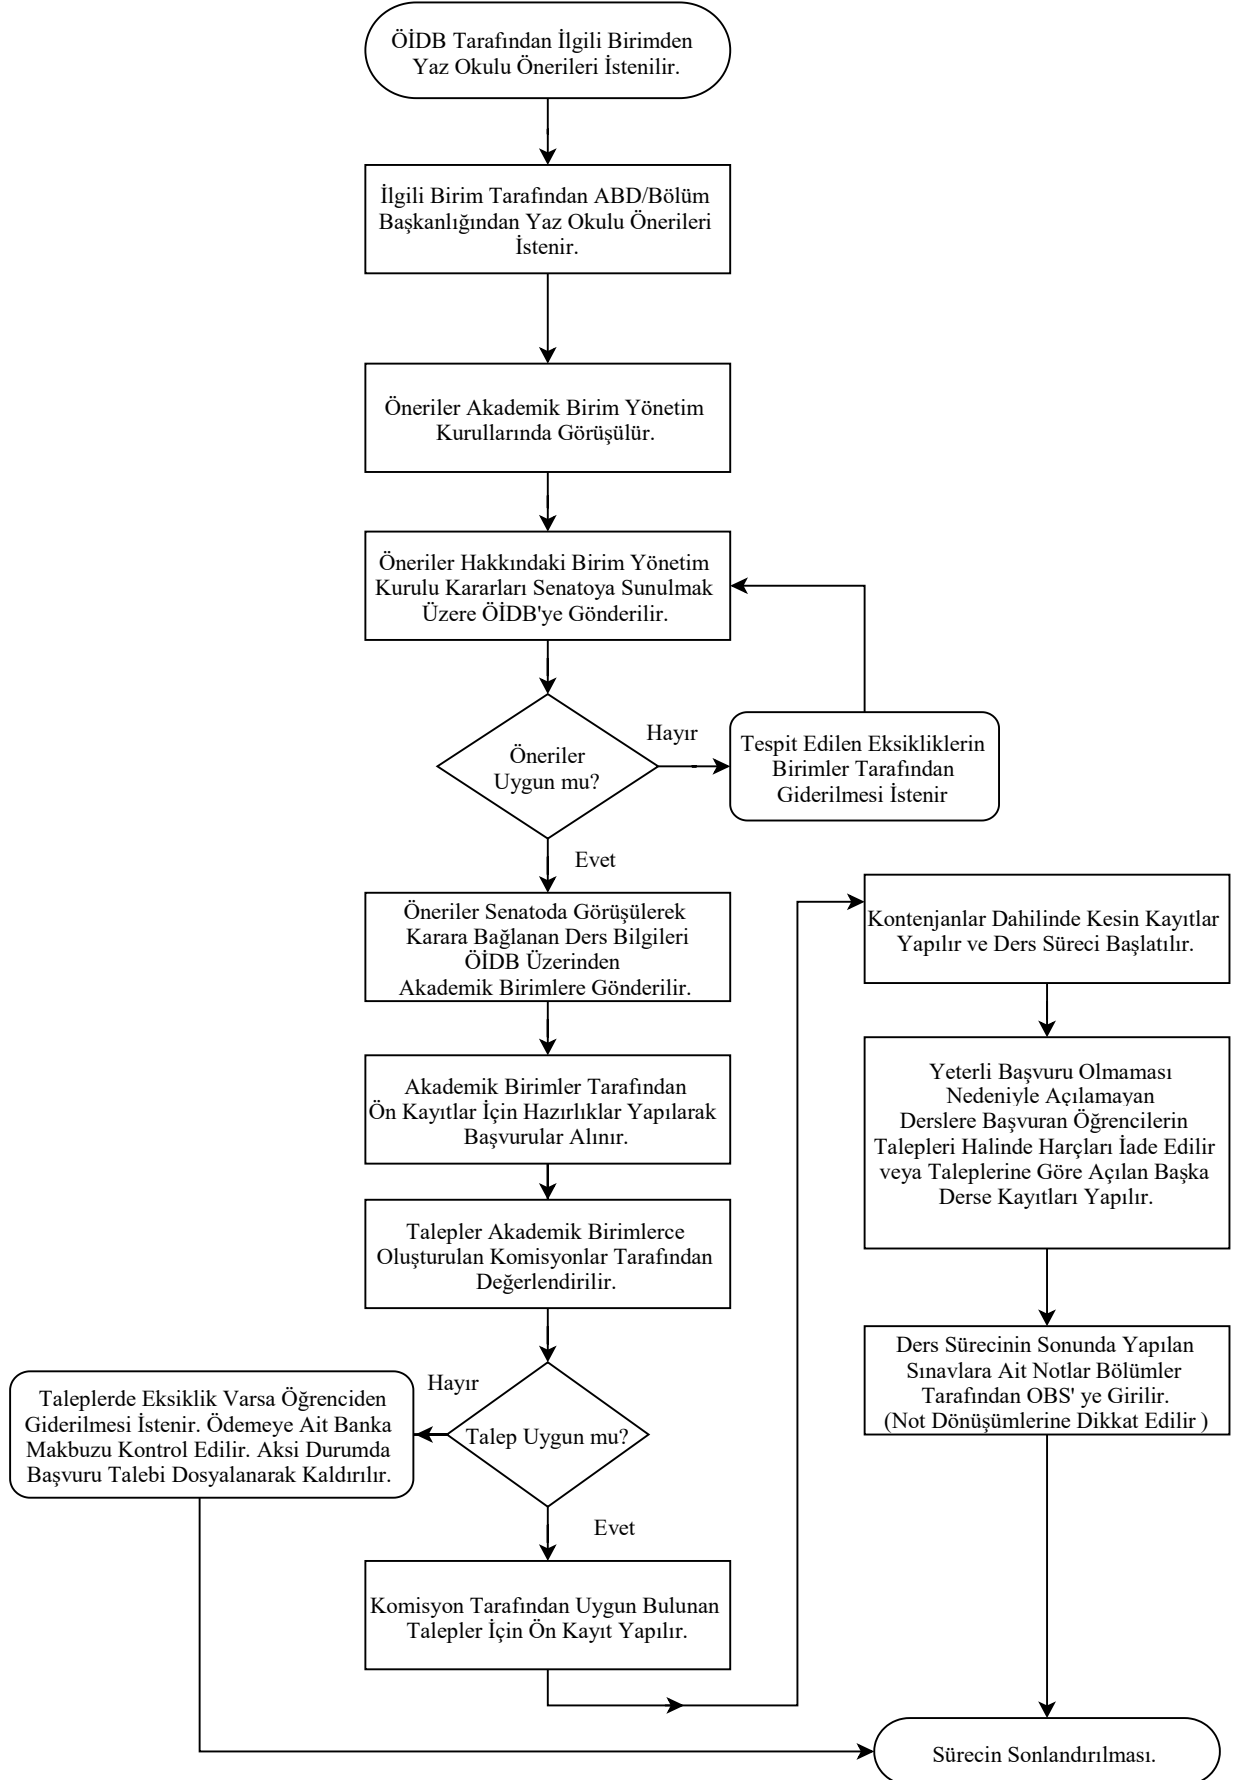 ÖİDB Tarafından İlgili Birimden
Yaz Okulu Önerileri İstenilir.
İlgili Birim Tarafından ABD/Bölüm
Başkanlığından Yaz Okulu Önerileri
İstenir.
Öneriler Akademik Birim Yönetim
Kurullarında Görüşülür.
Öneriler Hakkındaki Birim Yönetim
Kurulu Kararları Senatoya Sunulmak
Üzere ÖİDB'ye Gönderilir.
Öneriler
Uygun mu?
Hayır
Tespit Edilen Eksikliklerin
Birimler Tarafından
Giderilmesi İstenir
Evet
Öneriler Senatoda Görüşülerek
Karara Bağlanan Ders Bilgileri
ÖİDB Üzerinden
Akademik Birimlere Gönderilir.
Akademik Birimler Tarafından
Ön Kayıtlar İçin Hazırlıklar Yapılarak
Başvurular Alınır.
Talepler Akademik Birimlerce
Oluşturulan Komisyonlar Tarafından
Değerlendirilir.
Talep Uygun mu?
Hayır
Taleplerde Eksiklik Varsa Öğrenciden
Giderilmesi İstenir. Ödemeye Ait Banka
Makbuzu Kontrol Edilir. Aksi Durumda
Başvuru Talebi Dosyalanarak Kaldırılır.
Evet
Komisyon Tarafından Uygun Bulunan
Talepler İçin Ön Kayıt Yapılır.
Kontenjanlar Dahilinde Kesin Kayıtlar
Yapılır ve Ders Süreci Başlatılır.
Yeterli Başvuru Olmaması
Nedeniyle Açılamayan
Derslere Başvuran Öğrencilerin
Talepleri Halinde Harçları İade Edilir
veya Taleplerine Göre Açılan Başka
Derse Kayıtları Yapılır.
Ders Sürecinin Sonunda Yapılan
Sınavlara Ait Notlar Bölümler
Tarafından OBS' ye Girilir.
(Not Dönüşümlerine Dikkat Edilir )
Sürecin Sonlandırılması.